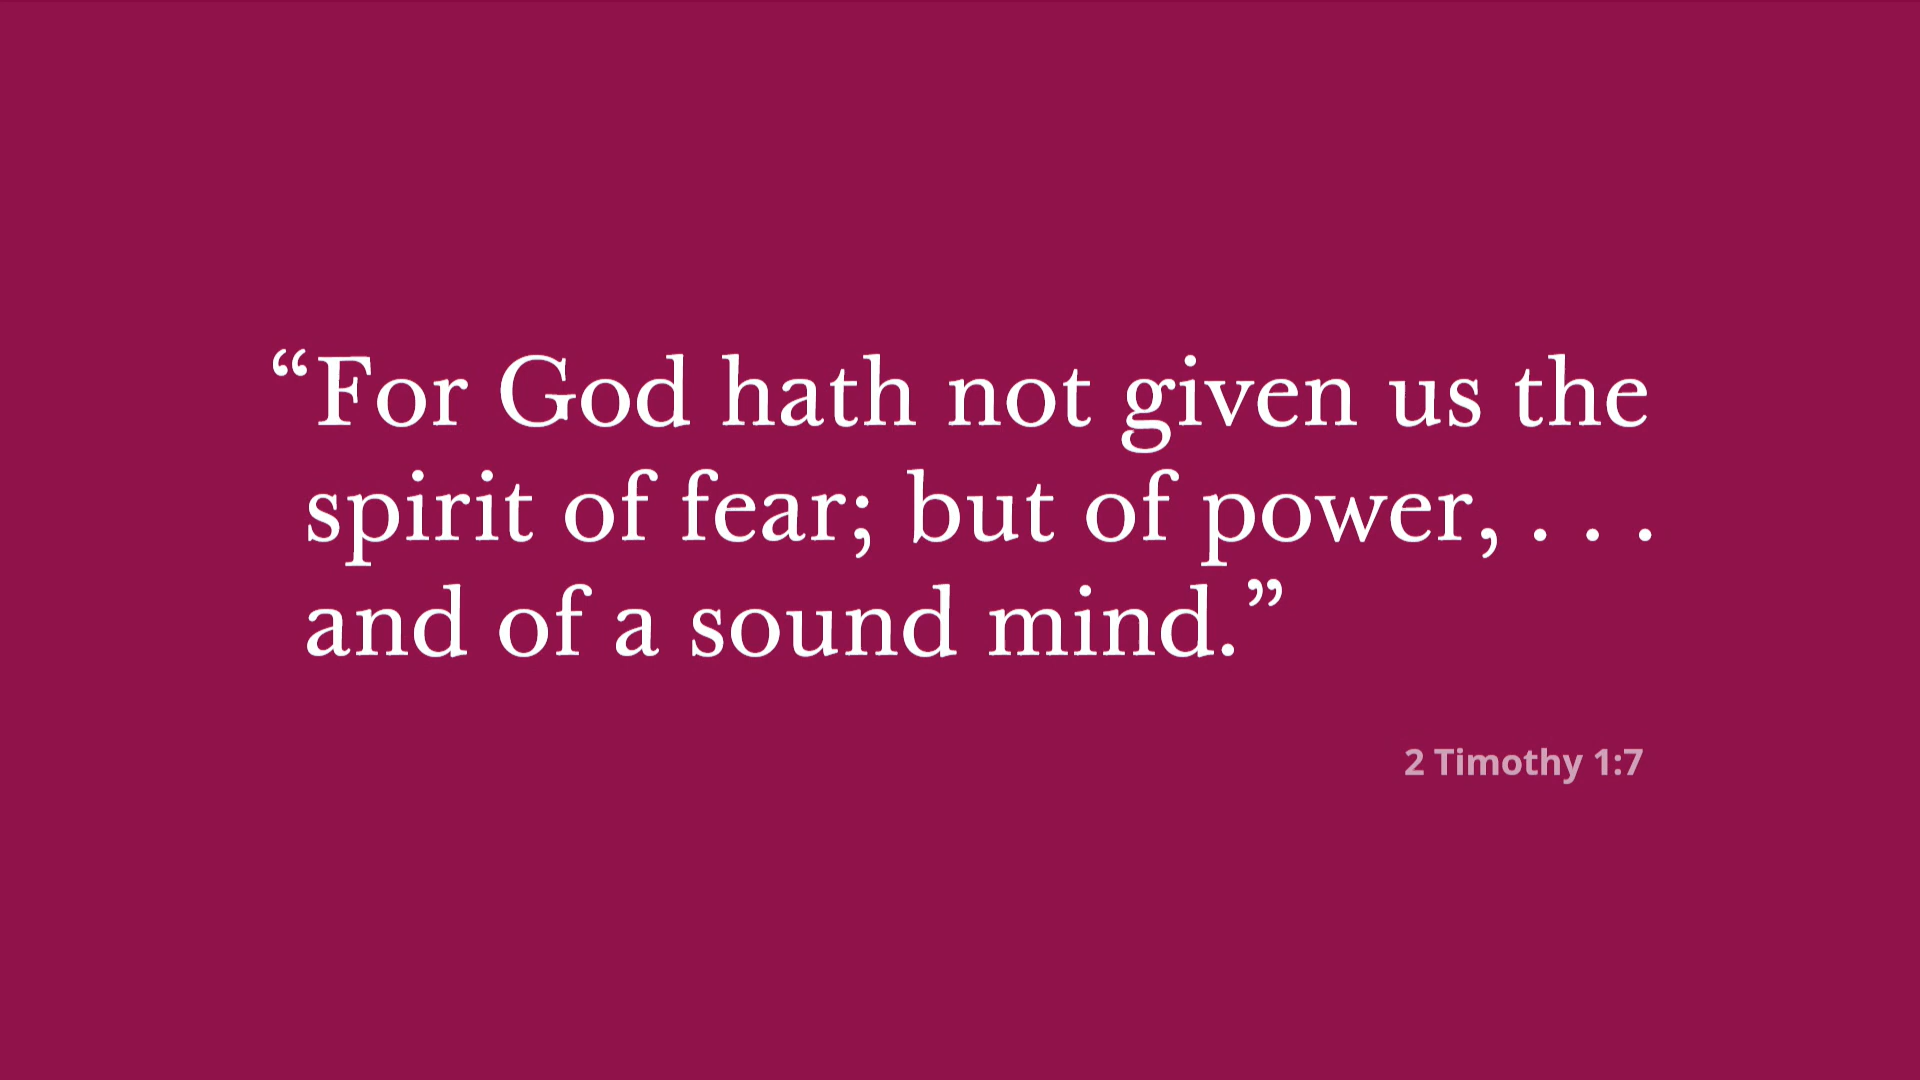 “For God hath not given us the
spirit of fear; but of power, . . .
and of a sound mind.”
2 Timothy 1:7